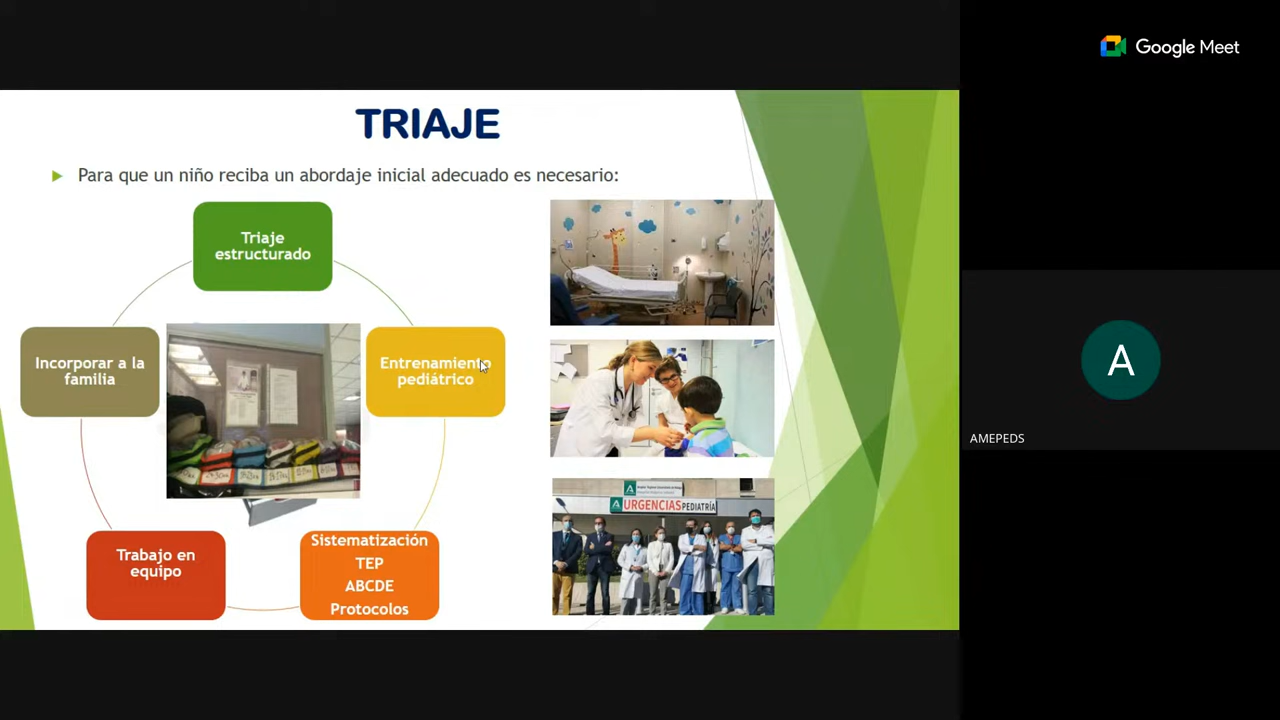 Google Meet
TRIAJE
Para que un niño reciba un abordaje inicial adecuado es necesario:
Triaje
estructurado
Incorporar a la
familia
Entrenamiento
pediátrico
Trabajo en
equipo
Sistematización
TEP
ABCDE
Protocolos
URGENCIAS PEDIATRÍA
A
AMEPEDS